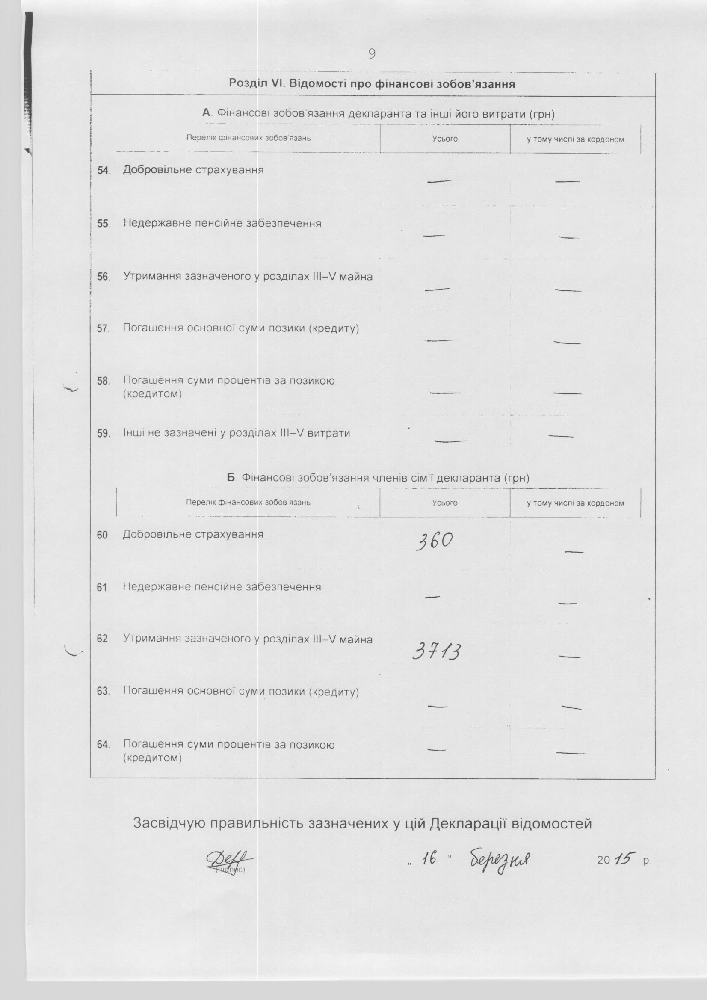 9
Розділ VI. Відомості про фінансові зобов'язання
А. Фінансові зобов'язання декларанта та інші його витрати (грн)
Перелік фінансових зобов'язань Усього у тому числі за кордоном
54. Добровільне страхування — —
55 Недержавне пенсійне забезпечення — —
56. Утримання зазначеного у розділах III–V майна — —
57. Погашення основної суми позики (кредиту) — —
58. Погашення суми процентів за позикою
(кредитом) — —
59. Інші не зазначені у розділах III–V витрати — —
Б. Фінансові зобов'язання членів сім'ї декларанта (грн)
Перелік фінансових зобов'язань Усього у тому числі за кордоном
60. Добровільне страхування 360 —
61. Недержавне пенсійне забезпечення — —
62. Утримання зазначеного у розділах III–V майна 3713 —
63. Погашення основної суми позики (кредиту) — —
64. Погашення суми процентів за позикою
(кредитом) — —
Засвідчую правильність зазначених у цій Декларації відомостей
„ 16 " березня 2015 р.
(підпис)